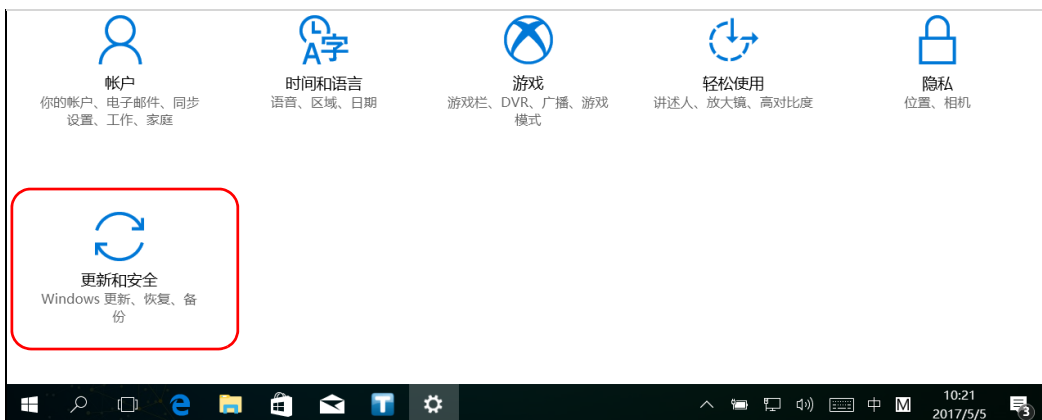 帐户
你的帐户、电子邮件、同步
设置、工作、家庭
时间和语言
语音、区域、日期
游戏
游戏栏、DVR、广播、游戏
模式
轻松使用
讲述人、放大镜、高对比度
隐私
位置、相机
更新和安全
Windows 更新、恢复、备
份
中
M
10:21
2017/5/5
3